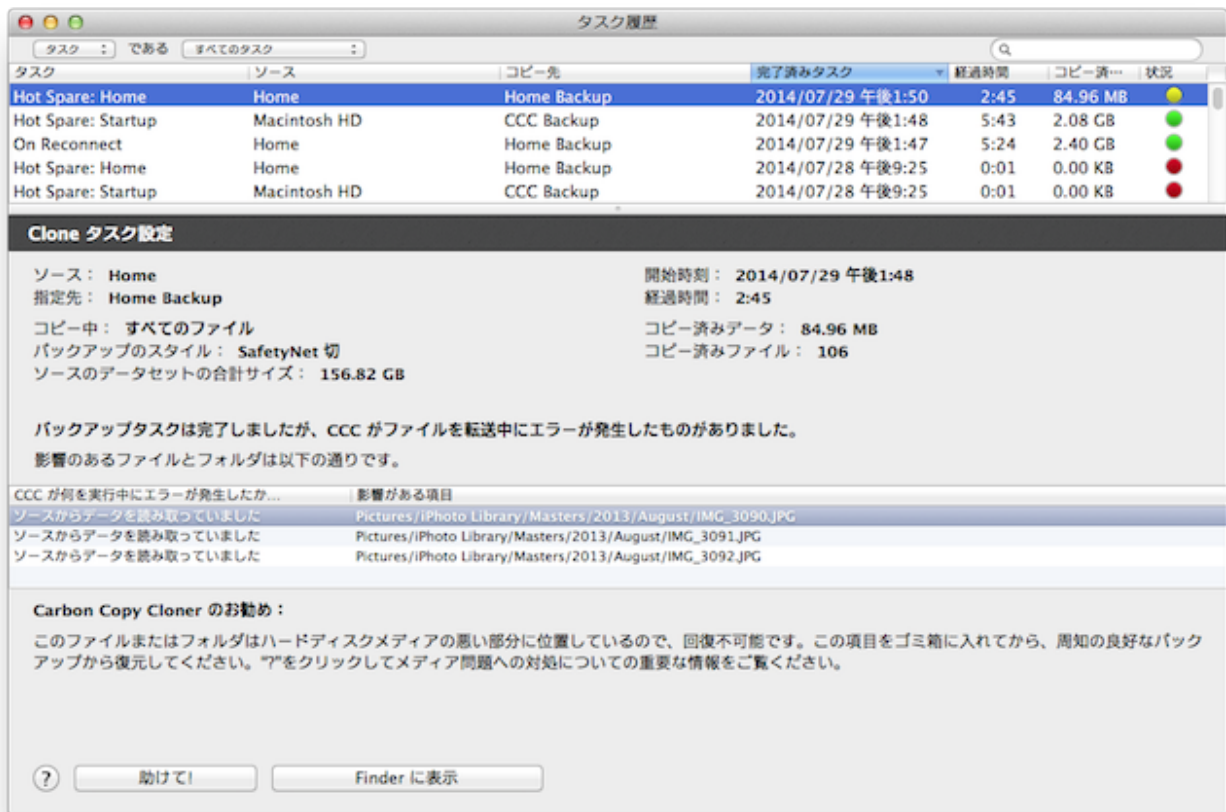 タスク履歴
タスク である すべてのタスク
タスク ソース コピー先 完了済みタスク 経過時間 コピー済… 状況
Hot Spare: Home Home Home Backup 2014/07/29 午後1:50 2:45 84.96 MB
Hot Spare: Startup Macintosh HD CCC Backup 2014/07/29 午後1:48 5:43 2.08 GB
On Reconnect Home Home Backup 2014/07/29 午後1:47 5:24 2.40 GB
Hot Spare: Home Home Home Backup 2014/07/28 午後9:25 0:01 0.00 KB
Hot Spare: Startup Macintosh HD CCC Backup 2014/07/28 午後9:25 0:01 0.00 KB
Clone タスク設定
ソース： Home 開始時刻： 2014/07/29 午後1:48
指定先： Home Backup 経過時間： 2:45
コピー中： すべてのファイル コピー済みデータ： 84.96 MB
バックアップのスタイル： SafetyNet 切 コピー済みファイル： 106
ソースのデータセットの合計サイズ： 156.82 GB
バックアップタスクは完了しましたが、CCC がファイルを転送中にエラーが発生したものがありました。
影響のあるファイルとフォルダは以下の通りです。
CCC が何を実行中にエラーが発生したか... 影響がある項目
ソースからデータを読み取っていました Pictures/iPhoto Library/Masters/2013/August/IMG_3090.JPG
ソースからデータを読み取っていました Pictures/iPhoto Library/Masters/2013/August/IMG_3091.JPG
ソースからデータを読み取っていました Pictures/iPhoto Library/Masters/2013/August/IMG_3092.JPG
Carbon Copy Cloner のお勧め：
このファイルまたはフォルダはハードディスクメディアの悪い部分に位置しているので、回復不可能です。この項目をゴミ箱に入れてから、周知の良好なバック
アップから復元してください。"?"をクリックしてメディア問題への対処についての重要な情報をご覧ください。
? 助けて! Finder に表示